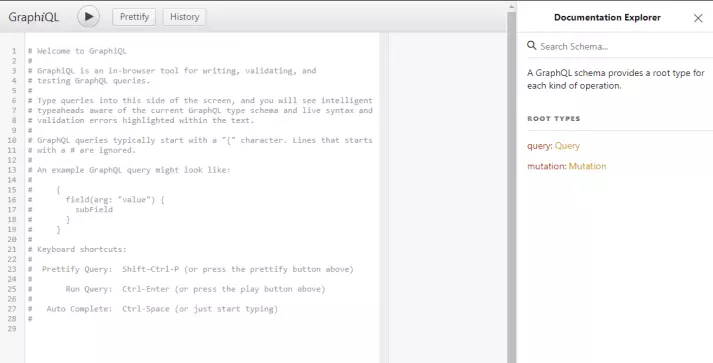 GraphiQL
Prettify
History
1 # Welcome to GraphiQL
2 #
3 # GraphiQL is an in-browser tool for writing, validating, and
4 # testing GraphQL queries.
5 #
6 # Type queries into this side of the screen, and you will see intelligent
7 # typeaheads aware of the current GraphQL type schema and live syntax and
8 # validation errors highlighted within the text.
9 #
10 # GraphQL queries typically start with a "{" character. Lines that starts
11 # with a # are ignored.
12 #
13 # An example GraphQL query might look like:
14 #
15 #     {
16 #       field(arg: "value") {
17 #         subField
18 #       }
19 #     }
20 #
21 # Keyboard shortcuts:
22 #
23 #  Prettify Query:  Shift-Ctrl-P (or press the prettify button above)
24 #
25 #       Run Query:  Ctrl-Enter (or press the play button above)
26 #
27 #   Auto Complete:  Ctrl-Space (or just start typing)
28 #
29
Documentation Explorer
Search Schema...
A GraphQL schema provides a root type for
each kind of operation.
ROOT TYPES
query: Query
mutation: Mutation